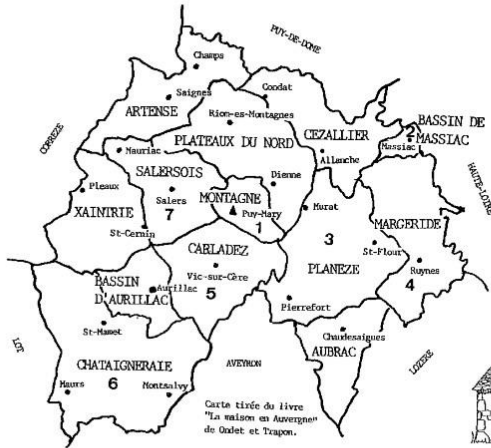 PUY-DE-DOME
Champs
Saignes
Condat
ARTENSE
Rion-es-Montagnes
CEZALLIER
2
BASSIN DE
MASSIAC
CORREZE
PLATEAUX DU NORD
Mauriac
Allanche
Massiac
HAUTE-LOIRE
SALERSOIS
Dienne
Pleaux
MONTAGNE
Salers
Puy-Mary
Murat
MARGERIDE
XAINTRIE
7
1
3
St-Cernin
CARLADEZ
St-Flour
PLANEZE
Ruynes
Vic-sur-Cère
BASSIN
D'AURILLAC
Aurillac
5
4
Pierrefort
St-Mamet
Chaudesaigues
LOT
CHATAIGNERAIE
AVEYRON
AUBRAC
LOZERE
6
Maurs
Montsalvy
Carte tirée du livre
"La maison en Auvergne"
de Ondet et Trapon.